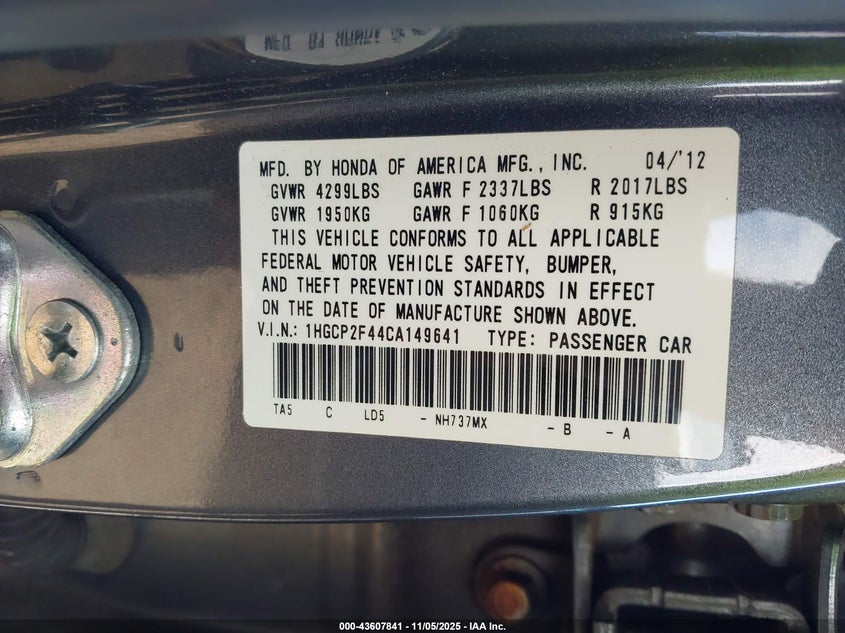 MFD. BY HONDA OF AMERICA MFG., INC. 04/'12
GVWR 4299LBS GAWR F 2337LBS R 2017LBS
GVWR 1950KG GAWR F 1060KG R 915KG
THIS VEHICLE CONFORMS TO ALL APPLICABLE
FEDERAL MOTOR VEHICLE SAFETY, BUMPER,
AND THEFT PREVENTION STANDARDS IN EFFECT
ON THE DATE OF MANUFACTURE SHOWN ABOVE.
V.I.N.: 1HGCP2F44CA149641 TYPE: PASSENGER CAR
TA5 C LD5 - NH737MX - B - A
000-43607841 - 11/05/2025 - IAA Inc.